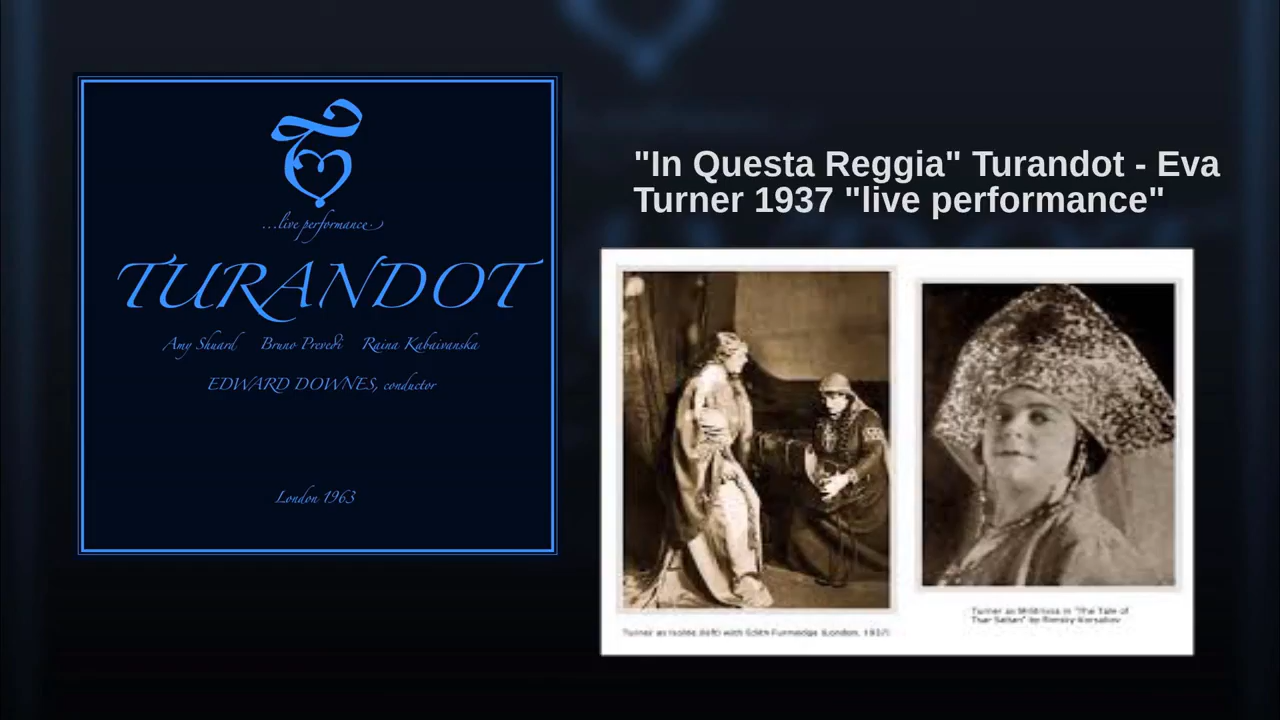 ...live performance
TURANDOT
Amy Shuard Bruno Prevedi Raina Kabaivanska
EDWARD DOWNES, conductor
London 1963
"In Questa Reggia" Turandot - Eva
Turner 1937 "live performance"
Turner as Isolde (left) with Edith Furmedge (London, 1937)
Turner as Militrissa in "The Tale of
Tsar Saltan" by Rimsky Korsakov